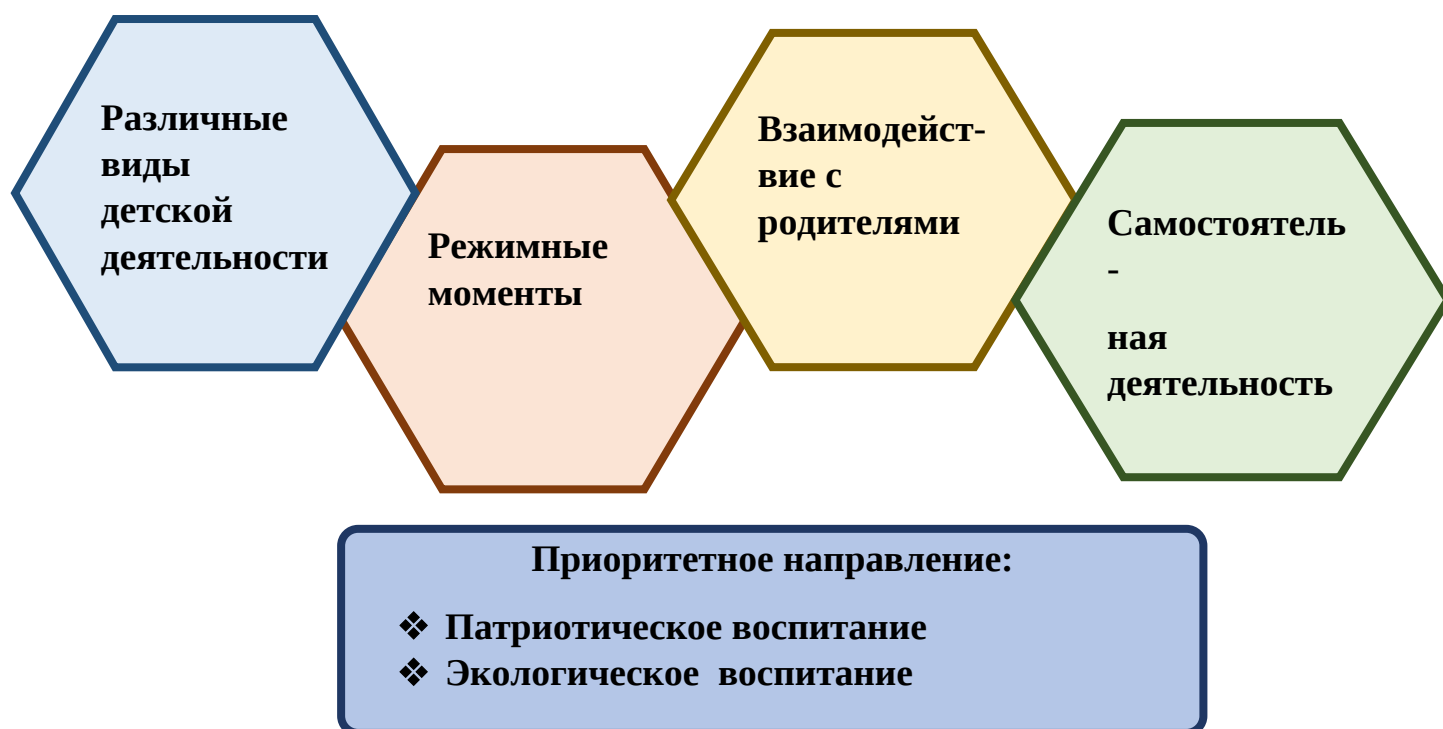 Различные
виды
детской
деятельности
Режимные
моменты
Взаимодейст-
вие с
родителями
Самостоятель
-
ная
деятельность
Приоритетное направление:
❖ Патриотическое воспитание
❖ Экологическое  воспитание